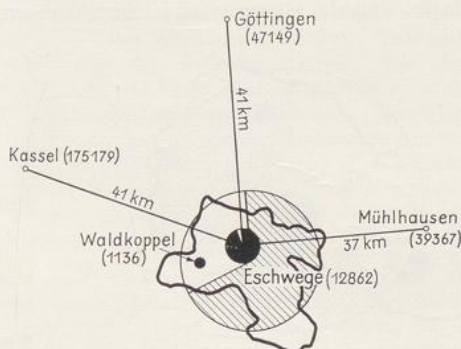 Göttingen
(47149)
41 km
Kassel (175179)
41 km
Mühlhausen
(39367)
37 km
Waldkoppel
(1136)
Eschwege (12862)